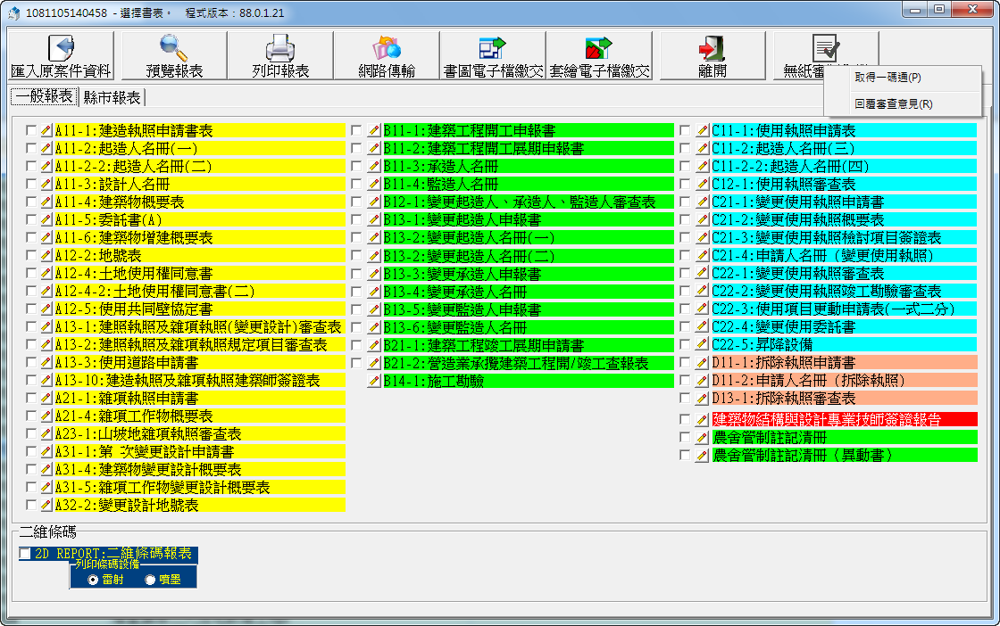 1081105140458 - 選擇書表。 程式版本：88.0.1.21
匯入原案件資料 預覽報表 列印報表 網路傳輸 書圖電子檔繳交 套繪電子檔繳交 離開 無紙審
取得一碼通(P)
回覆審查意見(R)
一般報表 縣市報表
A11-1:建造執照申請書表
A11-2:起造人名冊(一)
A11-2-2:起造人名冊(二)
A11-3:設計人名冊
A11-4:建築物概要表
A11-5:委託書(A)
A11-6:建築物增建概要表
A12-2:地號表
A12-4:土地使用權同意書
A12-4-2:土地使用權同意書(二)
A12-5:使用共同壁協定書
A13-1:建照執照及雜項執照(變更設計)審查表
A13-2:建照執照及雜項執照規定項目審查表
A13-3:使用道路申請書
A13-10:建造執照及雜項執照建築師簽證表
A21-1:雜項執照申請書
A21-4:雜項工作物概要表
A23-1:山坡地雜項執照審查表
A31-1:第 次變更設計申請書
A31-4:建築物變更設計概要表
A31-5:雜項工作物變更設計概要表
A32-2:變更設計地號表
B11-1:建築工程開工申報書
B11-2:建築工程開工展期申報書
B11-3:承造人名冊
B11-4:監造人名冊
B12-1:變更起造人、承造人、監造人審查表
B13-1:變更起造人申報書
B13-2:變更起造人名冊(一)
B13-2:變更起造人名冊(二)
B13-3:變更承造人申報書
B13-4:變更承造人名冊
B13-5:變更監造人申報書
B13-6:變更監造人名冊
B21-1:建築工程竣工展期申請書
B21-2:營造業承攬建築工程開/竣工查報表
B14-1:施工勘驗
C11-1:使用執照申請表
C11-2:起造人名冊(三)
C11-2-2:起造人名冊(四)
C12-1:使用執照審查表
C21-1:變更使用執照申請書
C21-2:變更使用執照概要表
C21-3:變更使用執照檢討項目簽證表
C21-4:申請人名冊（變更使用執照）
C22-1:變更使用執照審查表
C22-2:變更使用執照竣工勘驗審查表
C22-3:使用項目更動申請表(一式二分)
C22-4:變更使用委託書
C22-5:昇降設備
D11-1:拆除執照申請書
D11-2:申請人名冊（拆除執照）
D13-1:拆除執照審查表
建築物結構與設計專業技師簽證報告
農舍管制註記清冊
農舍管制註記清冊（異動書）
二維條碼
2D REPORT:二維條碼報表
列印條碼設備
雷射 噴墨